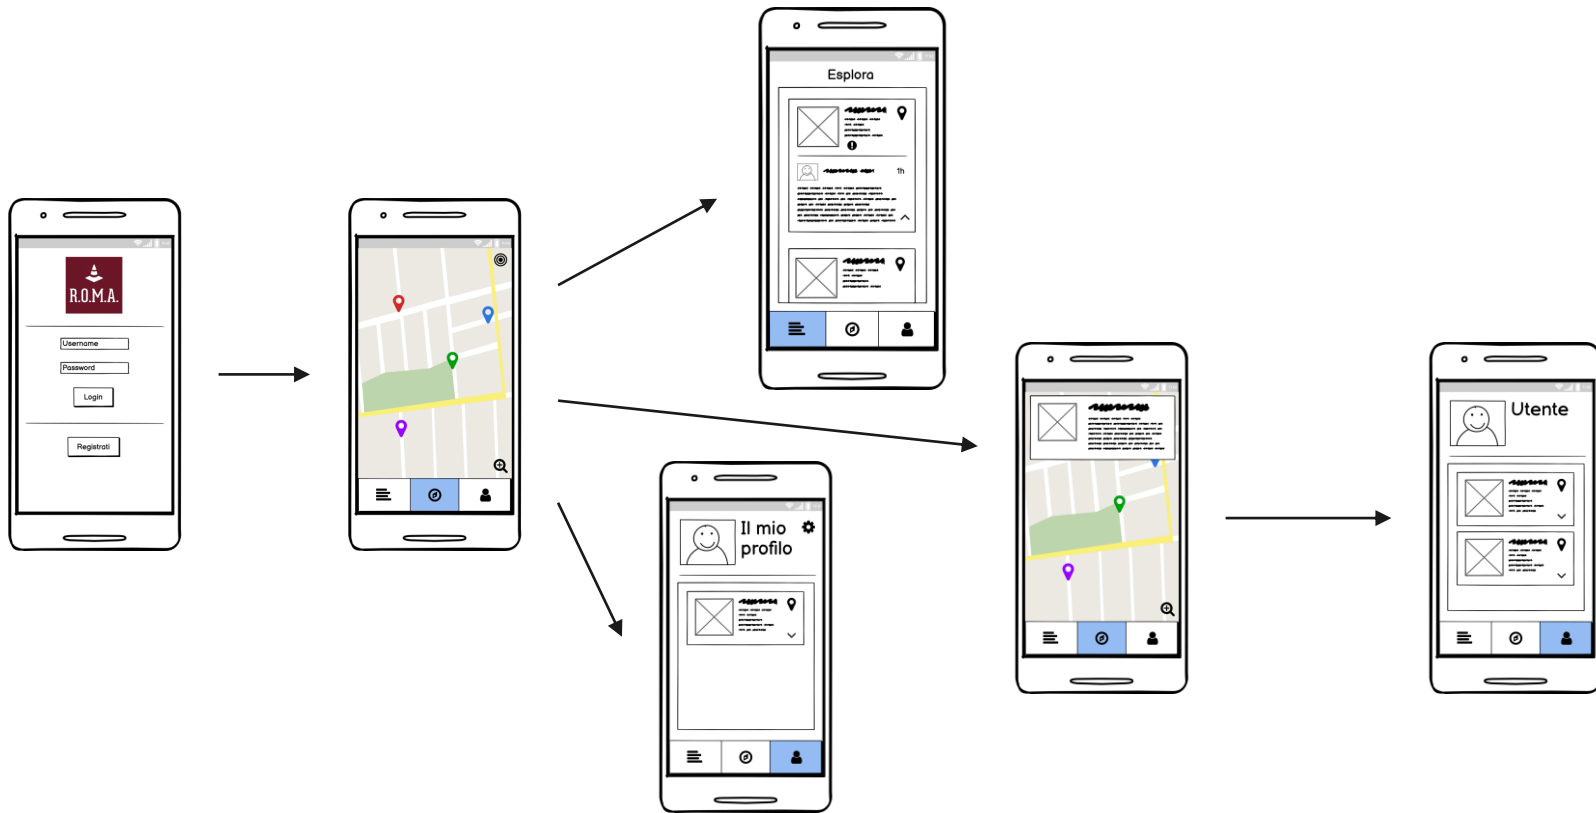 R.O.M.A.
Username
Password
Login
Registrati
Esplora
1h
Il mio
profilo
Utente